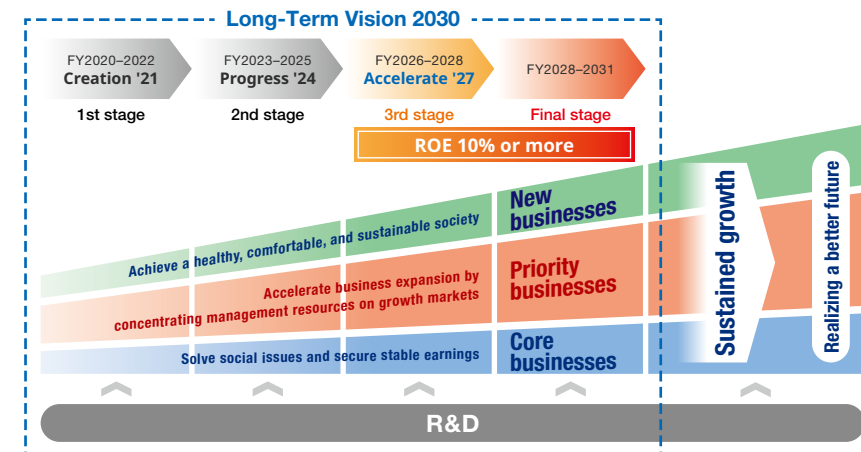 Long-Term Vision 2030
FY2020–2022
Creation '21
FY2023–2025
Progress '24
FY2026–2028
Accelerate '27
FY2028–2031
1st stage
2nd stage
3rd stage
Final stage
ROE 10% or more
New
businesses
Achieve a healthy, comfortable, and sustainable society
Priority
businesses
Accelerate business expansion by
concentrating management resources on growth markets
Core
businesses
Solve social issues and secure stable earnings
Sustained growth
Realizing a better future
R&D